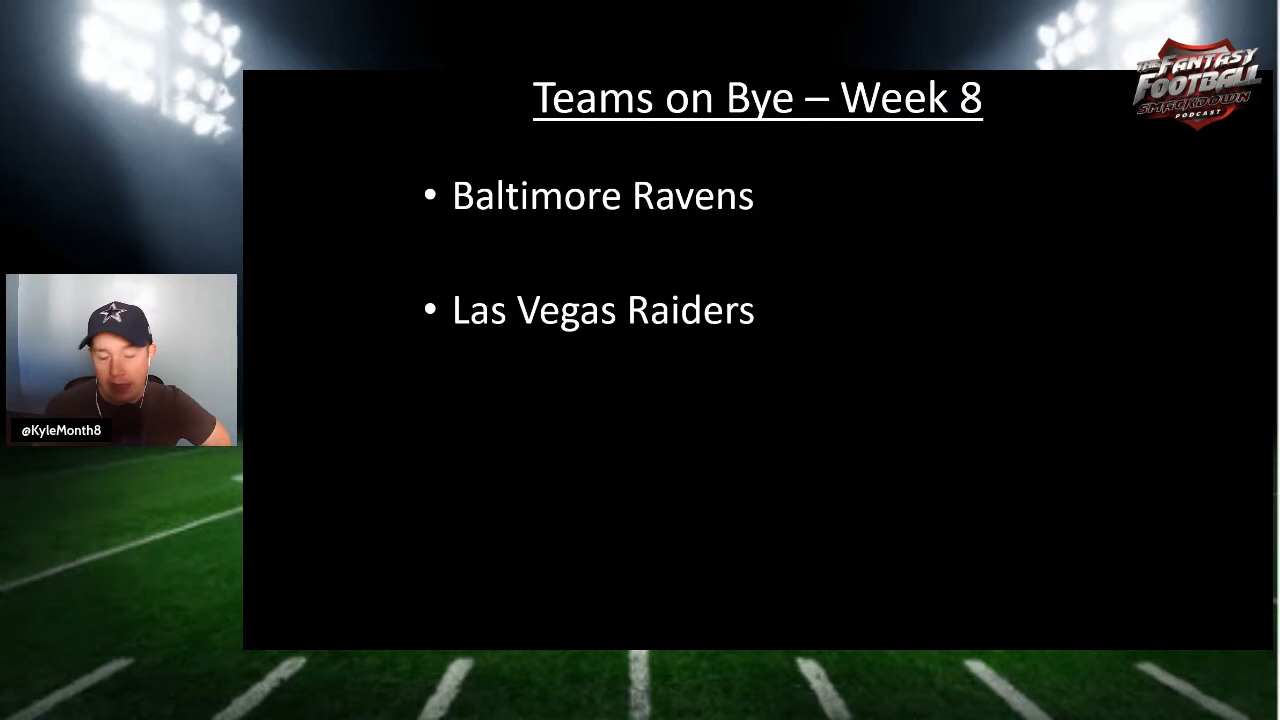 Teams on Bye – Week 8
THE FANTASY
FOOTBALL
SMACKDOWN
PODCAST
• Baltimore Ravens
• Las Vegas Raiders
@KyleMonth8